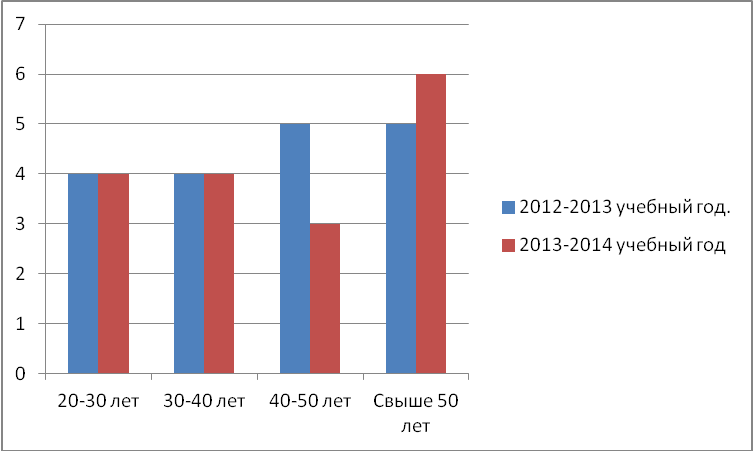 7
6
5
4
3
2
1
0
20-30 лет
30-40 лет
40-50 лет
Свыше 50
лет
2012-2013 учебный год.
2013-2014 учебный год